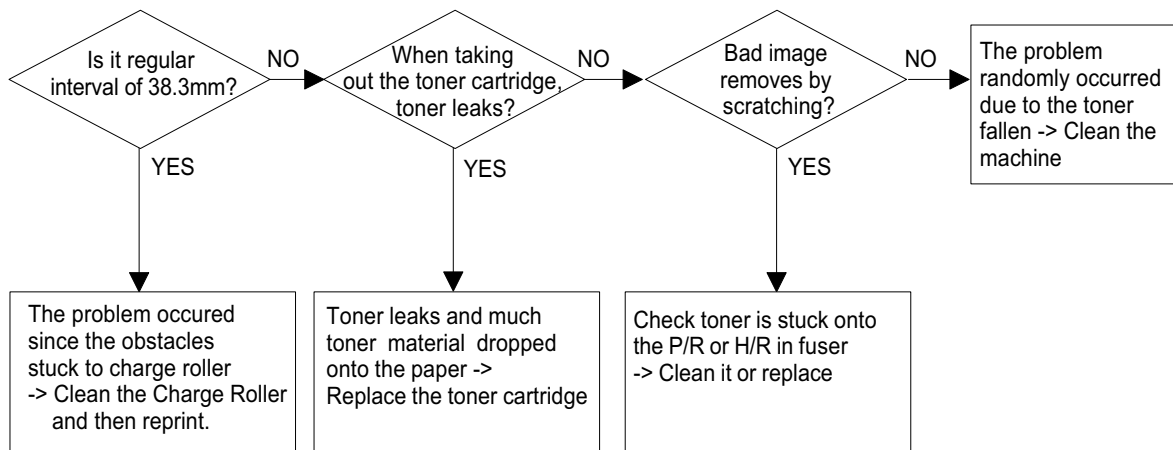 Is it regular
interval of 38.3mm?
NO
YES
When taking
out the toner cartridge,
toner leaks?
NO
YES
Bad image
removes by
scratching?
NO
YES
The problem
randomly occurred
due to the toner
fallen -> Clean the
machine
The problem occured
since the obstacles
stuck to charge roller
-> Clean the Charge Roller
and then reprint.
Toner leaks and much
toner material dropped
onto the paper ->
Replace the toner cartridge
Check toner is stuck onto
the P/R or H/R in fuser
-> Clean it or replace